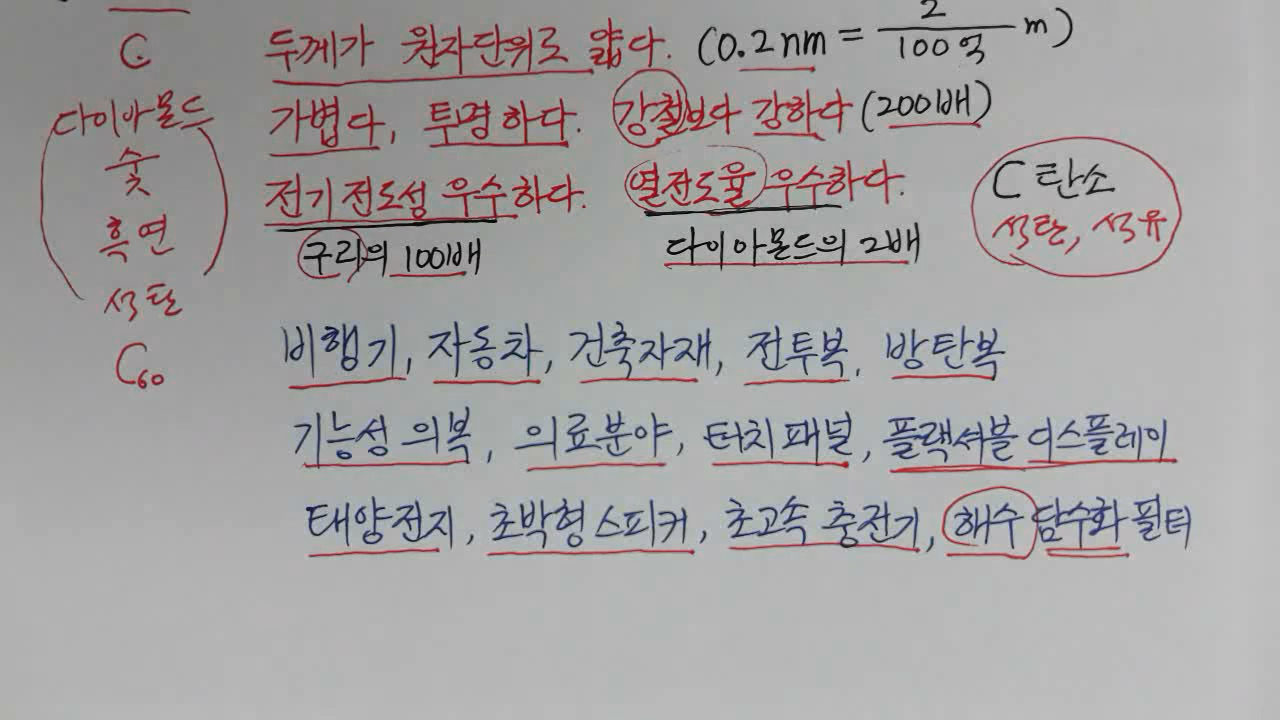 C
다이아몬드
숯
흑연
석탄
C60
두께가 원자단위로 얇다. (0.2nm = 2/100억 m)
가볍다, 투명하다. 강철보다 강하다 (200배)
전기전도성 우수하다. 열전도율 우수하다.
구리의 100배 다이아몬드의 2배
C 탄소
석탄, 석유
비행기, 자동차, 건축자재, 전투복, 방탄복
기능성 의복, 의료분야, 터치패널, 플랙셔블 디스플레이
태양전지, 초박형스피커, 초고속 충전기, 해수 담수화 필터